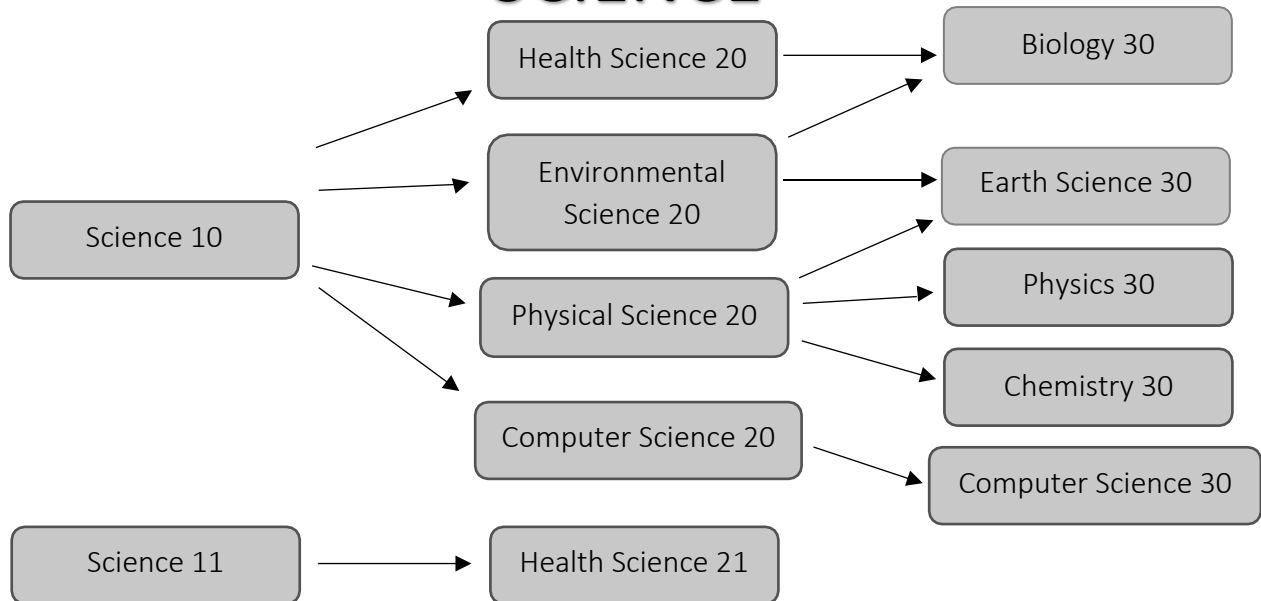 SCIENCE
Health Science 20
Biology 30
Environmental
Science 20
Earth Science 30
Science 10
Physics 30
Physical Science 20
Chemistry 30
Computer Science 20
Computer Science 30
Science 11
Health Science 21